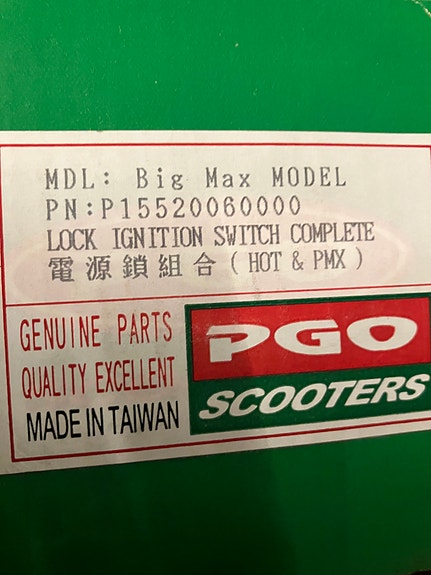 MDL: Big Max MODEL
PN:P15520060000
LOCK IGNITION SWITCH COMPLETE
電源鎖組合(HOT & PMX)
GENUINE PARTS
QUALITY EXCELLENT
MADE IN TAIWAN
PGO
SCOOTERS